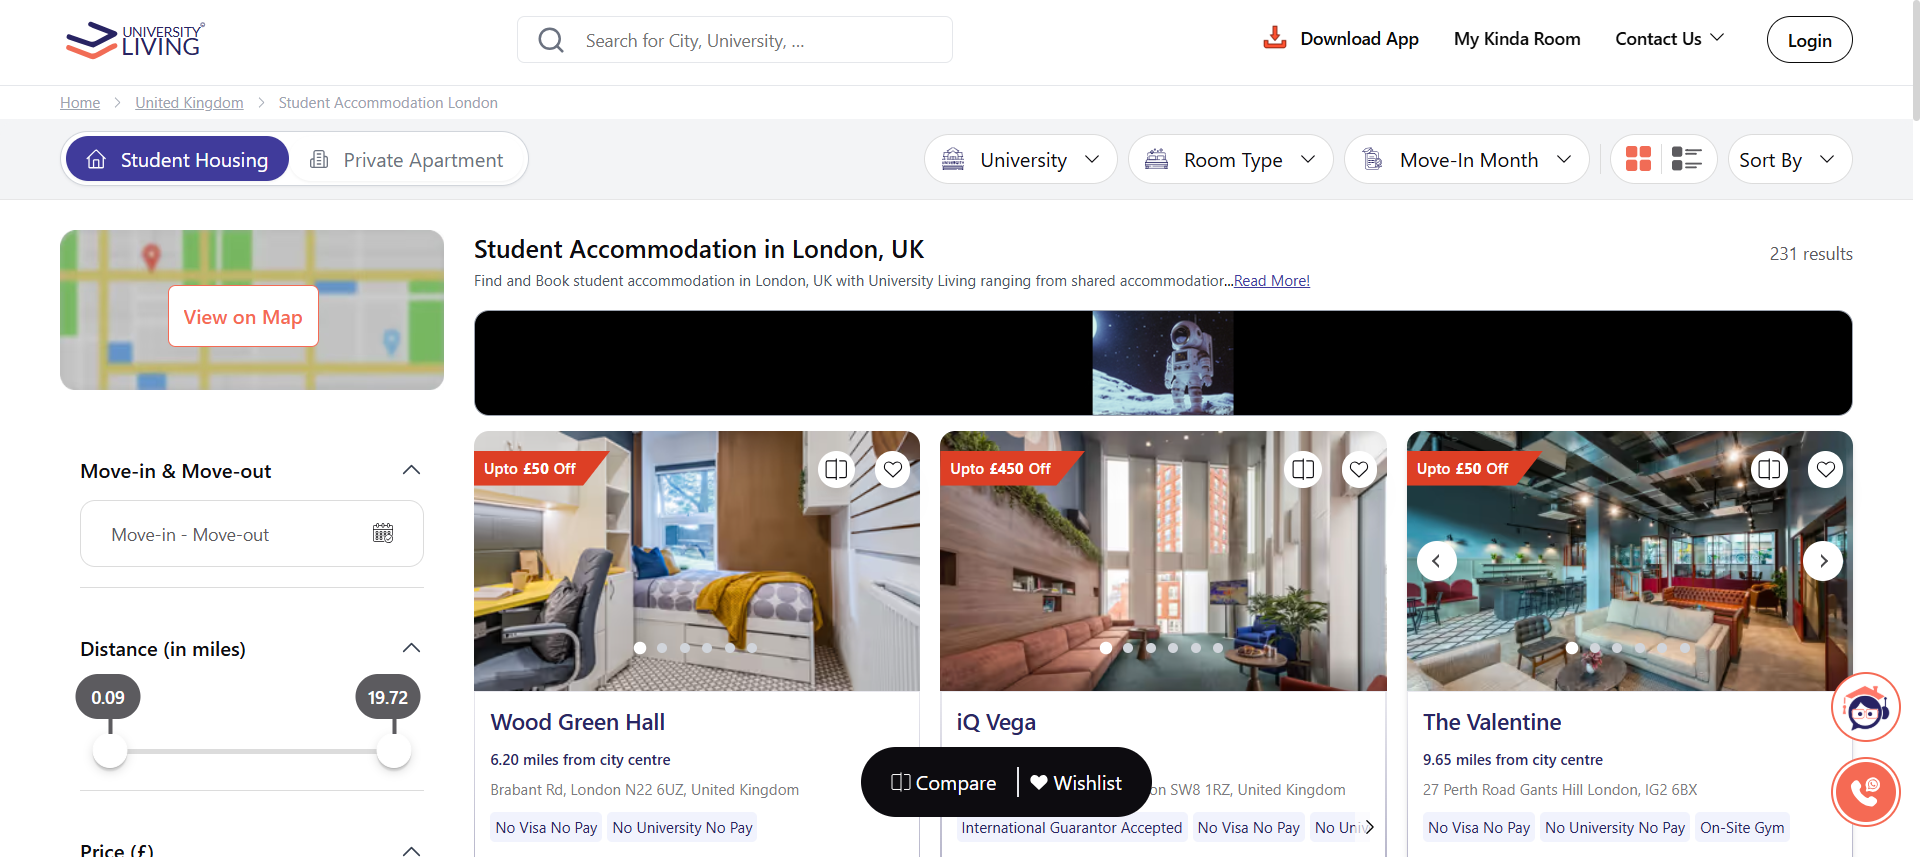 UNIVERSITY
LIVING
Search for City, University, ...
Download App
My Kinda Room
Contact Us
Login
Home
United Kingdom
Student Accommodation London
Student Housing
Private Apartment
University
Room Type
Move-In Month
Sort By
View on Map
Student Accommodation in London, UK
231 results
Find and Book student accommodation in London, UK with University Living ranging from shared accommodatior...Read More!
Move-in & Move-out
Move-in - Move-out
Distance (in miles)
0.09
19.72
Price (£)
Upto £50 Off
Wood Green Hall
6.20 miles from city centre
Brabant Rd, London N22 6UZ, United Kingdom
No Visa No Pay
No University No Pay
Upto £450 Off
iQ Vega
on SW8 1RZ, United Kingdom
International Guarantor Accepted
No Visa No Pay
No Univ
Upto £50 Off
The Valentine
9.65 miles from city centre
27 Perth Road Gants Hill London, IG2 6BX
No Visa No Pay
No University No Pay
On-Site Gym
Compare
Wishlist